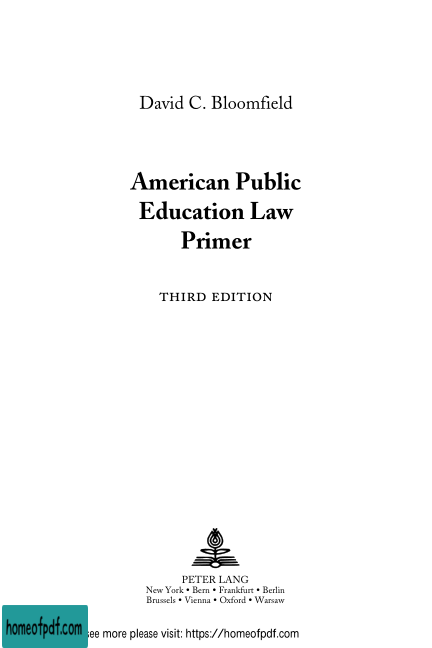 David C. Bloomfield
American Public
Education Law
Primer
THIRD EDITION
PETER LANG
New York • Bern • Frankfurt • Berlin
Brussels • Vienna • Oxford • Warsaw
homeofpdf.com
see more please visit: https://homeofpdf.com